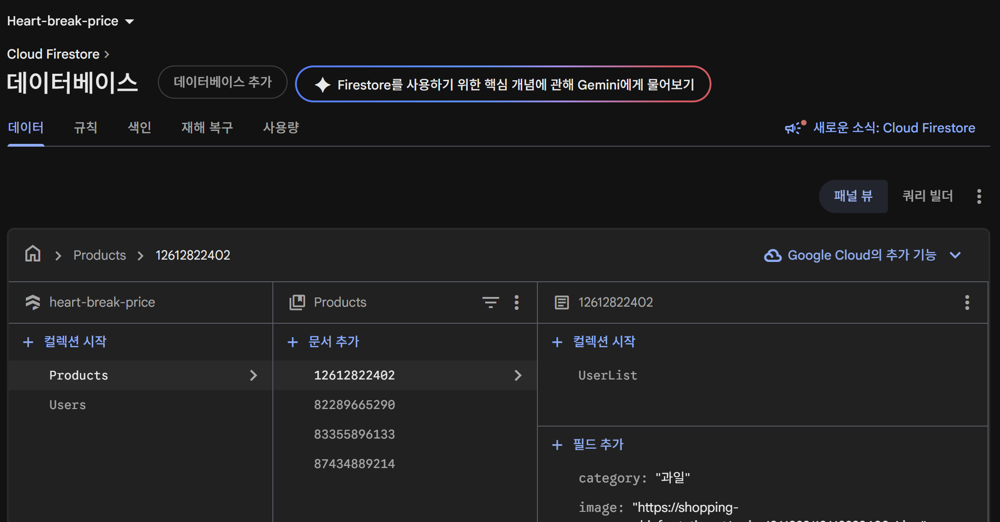 Heart-break-price
Cloud Firestore
데이터베이스
데이터베이스 추가
Firestore를 사용하기 위한 핵심 개념에 관해 Gemini에게 물어보기
데이터
규칙
색인
재해 복구
사용량
새로운 소식: Cloud Firestore
패널 뷰
쿼리 빌더
Products
12612822402
Google Cloud의 추가 기능
heart-break-price
Products
12612822402
컬렉션 시작
문서 추가
컬렉션 시작
Products
12612822402
UserList
Users
82289665290
83355896133
87434889214
필드 추가
category: "과일"
image: "https://shopping-